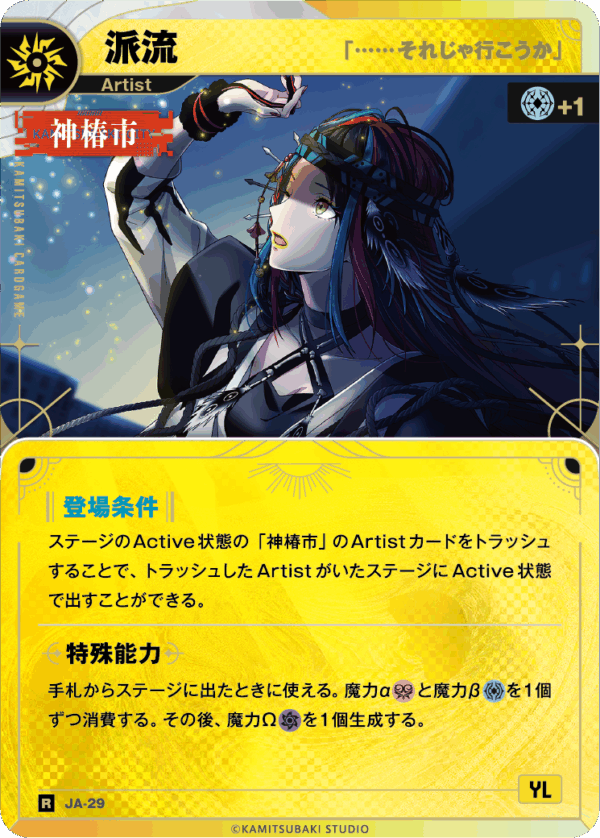 派流
「……それじゃ行こうか」
Artist
+1
神椿市
KAMITSUBAKI CARDGAME
登場条件
ステージのActive状態の「神椿市」のArtistカードをトラッシュ
することで、トラッシュしたArtistがいたステージにActive状態
で出すことができる。
特殊能力
手札からステージに出たときに使える。魔力αと魔力βを1個
ずつ消費する。その後、魔力Ωを1個生成する。
R JA-29
YL
©KAMITSUBAKI STUDIO